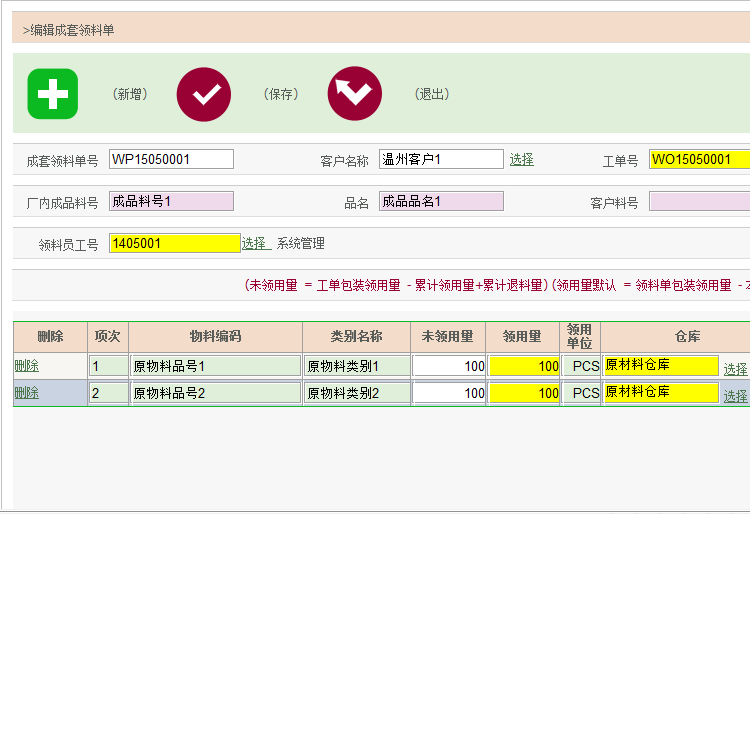 >编辑成套领料单
（新增） （保存） （退出）
成套领料单号 WP15050001 客户名称 温州客户1 选择 工单号 WO15050001
厂内成品料号 成品料号1 品名 成品品名1 客户料号
领料员工号 1405001 选择 系统管理
(未领用量 = 工单包装领用量 - 累计领用量+累计退料量) (领用量默认 = 领料单包装领用量 -
删除 项次 物料编码 类别名称 未领用量 领用量 领用单位 仓库
删除 1 原物料品号1 原物料类别1 100 100 PCS 原材料仓库 选择
删除 2 原物料品号2 原物料类别2 100 100 PCS 原材料仓库 选择